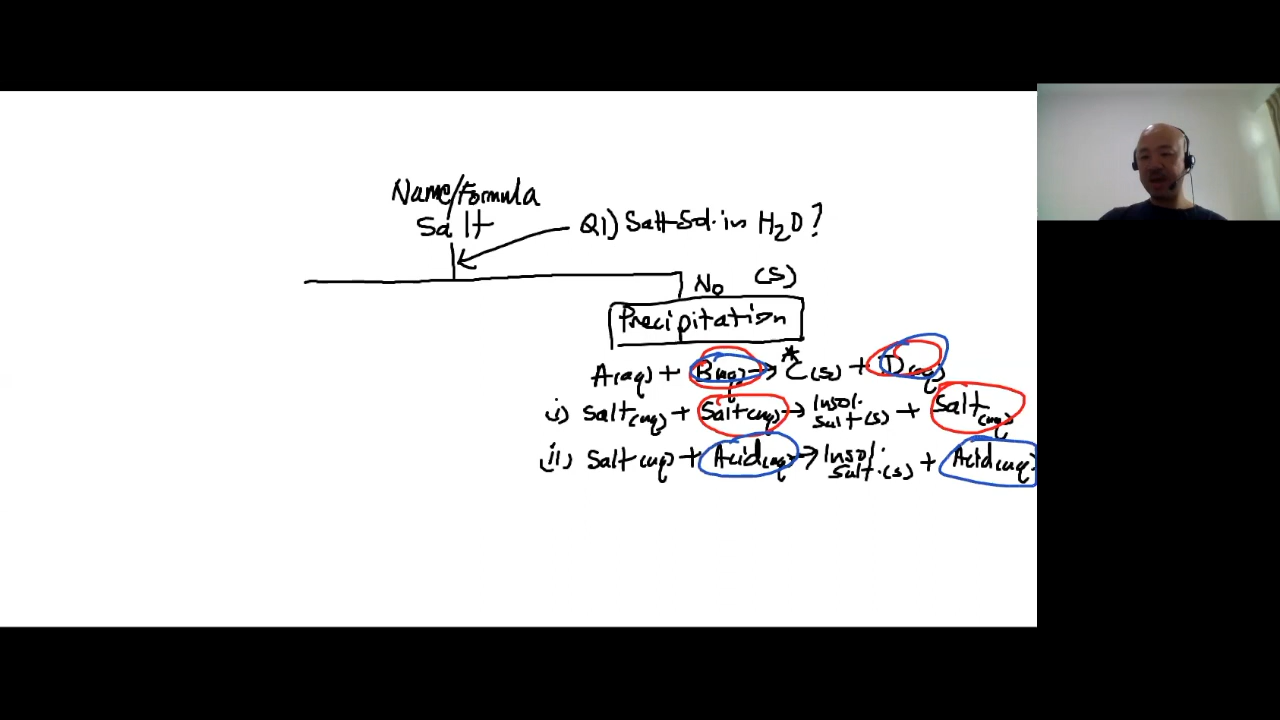 Name/Formula
Salt
Q1) Salt Sol. in H₂O?
No (s)
Precipitation
A(aq) + B(aq) → *C(s) + D(aq)
i) Salt(aq) + Salt(aq) → Insol. Salt(s) + Salt(aq)
ii) Salt(aq) + Acid(aq) → Insol. Salt(s) + Acid(aq)